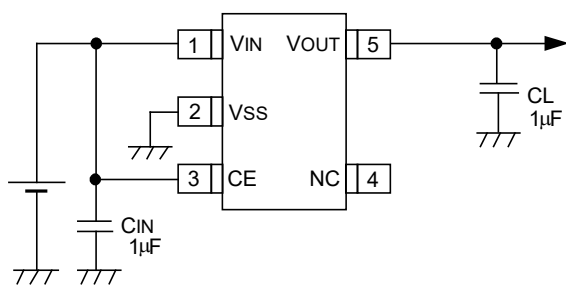 1 VIN VOUT 5
2 VSS
3 CE NC 4
CIN
1µF
CL
1µF